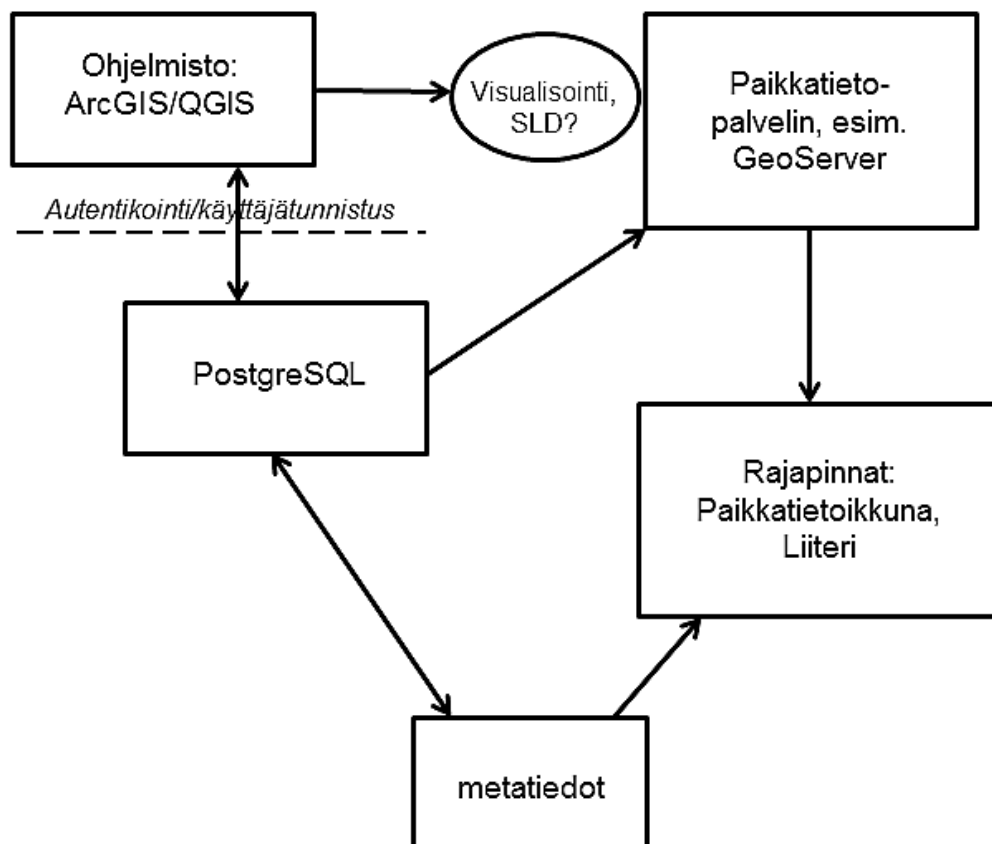 Ohjelmisto:
ArcGIS/QGIS
Visualisointi,
SLD?
Paikkatieto-
palvelin, esim.
GeoServer
Autentikointi/käyttäjätunnistus
PostgreSQL
Rajapinnat:
Paikkatietoikkuna,
Liiteri
metatiedot